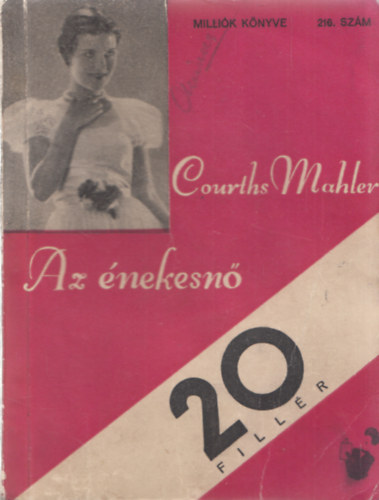 MILLIÓK KÖNYVE 216. SZÁM
Courths Mahler
Az énekesnő
20
FILLÉR